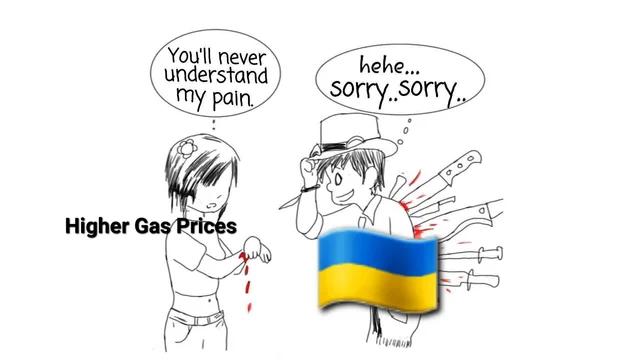 You'll never
understand
my pain.
hehe...
sorry..sorry..
Higher Gas Prices